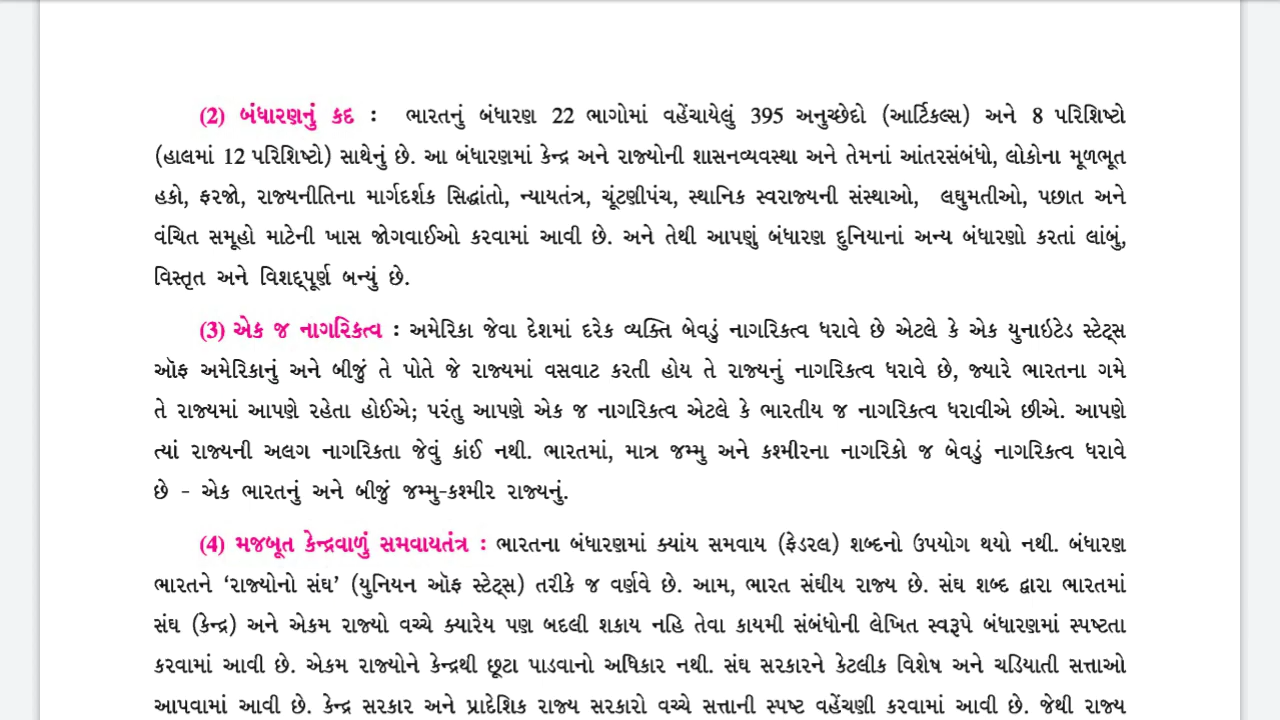 (2) બંધારણનું કદ : ભારતનું બંધારણ 22 ભાગોમાં વહેંચાયેલું 395 અનુચ્છેદો (આર્ટિકલ્સ) અને 8 પરિશિષ્ટો
(હાલમાં 12 પરિશિષ્ટો) સાથેનું છે. આ બંધારણમાં કેન્દ્ર અને રાજ્યોની શાસનવ્યવસ્થા અને તેમનાં આંતરસંબંધો, લોકોના મૂળભૂત
હકો, ફરજો, રાજ્યનીતિના માર્ગદર્શક સિદ્ધાંતો, ન્યાયતંત્ર, ચૂંટણીપંચ, સ્થાનિક સ્વરાજ્યની સંસ્થાઓ, લઘુમતીઓ, પછાત અને
વંચિત સમૂહો માટેની ખાસ જોગવાઈઓ કરવામાં આવી છે. અને તેથી આપણું બંધારણ દુનિયાનાં અન્ય બંધારણો કરતાં લાંબું,
વિસ્તૃત અને વિશદ્પૂર્ણ બન્યું છે.
(3) એક જ નાગરિકત્વ : અમેરિકા જેવા દેશમાં દરેક વ્યક્તિ બેવડું નાગરિકત્વ ધરાવે છે એટલે કે એક યુનાઇટેડ સ્ટેટ્સ
ઑફ અમેરિકાનું અને બીજું તે પોતે જે રાજ્યમાં વસવાટ કરતી હોય તે રાજ્યનું નાગરિકત્વ ધરાવે છે, જ્યારે ભારતના ગમે
તે રાજ્યમાં આપણે રહેતા હોઈએ; પરંતુ આપણે એક જ નાગરિકત્વ એટલે કે ભારતીય જ નાગરિકત્વ ધરાવીએ છીએ. આપણે
ત્યાં રાજ્યની અલગ નાગરિકતા જેવું કાંઈ નથી. ભારતમાં, માત્ર જમ્મુ અને કશ્મીરના નાગરિકો જ બેવડું નાગરિકત્વ ધરાવે
છે - એક ભારતનું અને બીજું જમ્મુ-કશ્મીર રાજ્યનું.
(4) મજબૂત કેન્દ્રવાળું સમવાયતંત્ર : ભારતના બંધારણમાં ક્યાંય સમવાય (ફેડરલ) શબ્દનો ઉપયોગ થયો નથી. બંધારણ
ભારતને ‘રાજ્યોનો સંઘ’ (યુનિયન ઑફ સ્ટેટ્સ) તરીકે જ વર્ણવે છે. આમ, ભારત સંઘીય રાજ્ય છે. સંઘ શબ્દ દ્વારા ભારતમાં
સંઘ (કેન્દ્ર) અને એકમ રાજ્યો વચ્ચે ક્યારેય પણ બદલી શકાય નહિ તેવા કાયમી સંબંધોની લેખિત સ્વરૂપે બંધારણમાં સ્પષ્ટતા
કરવામાં આવી છે. એકમ રાજ્યોને કેન્દ્રથી છૂટા પાડવાનો અધિકાર નથી. સંઘ સરકારને કેટલીક વિશેષ અને ચડિયાતી સત્તાઓ
આપવામાં આવી છે. કેન્દ્ર સરકાર અને પ્રાદેશિક રાજ્ય સરકારો વચ્ચે સત્તાની સ્પષ્ટ વહેંચણી કરવામાં આવી છે. જેથી રાજ્ય